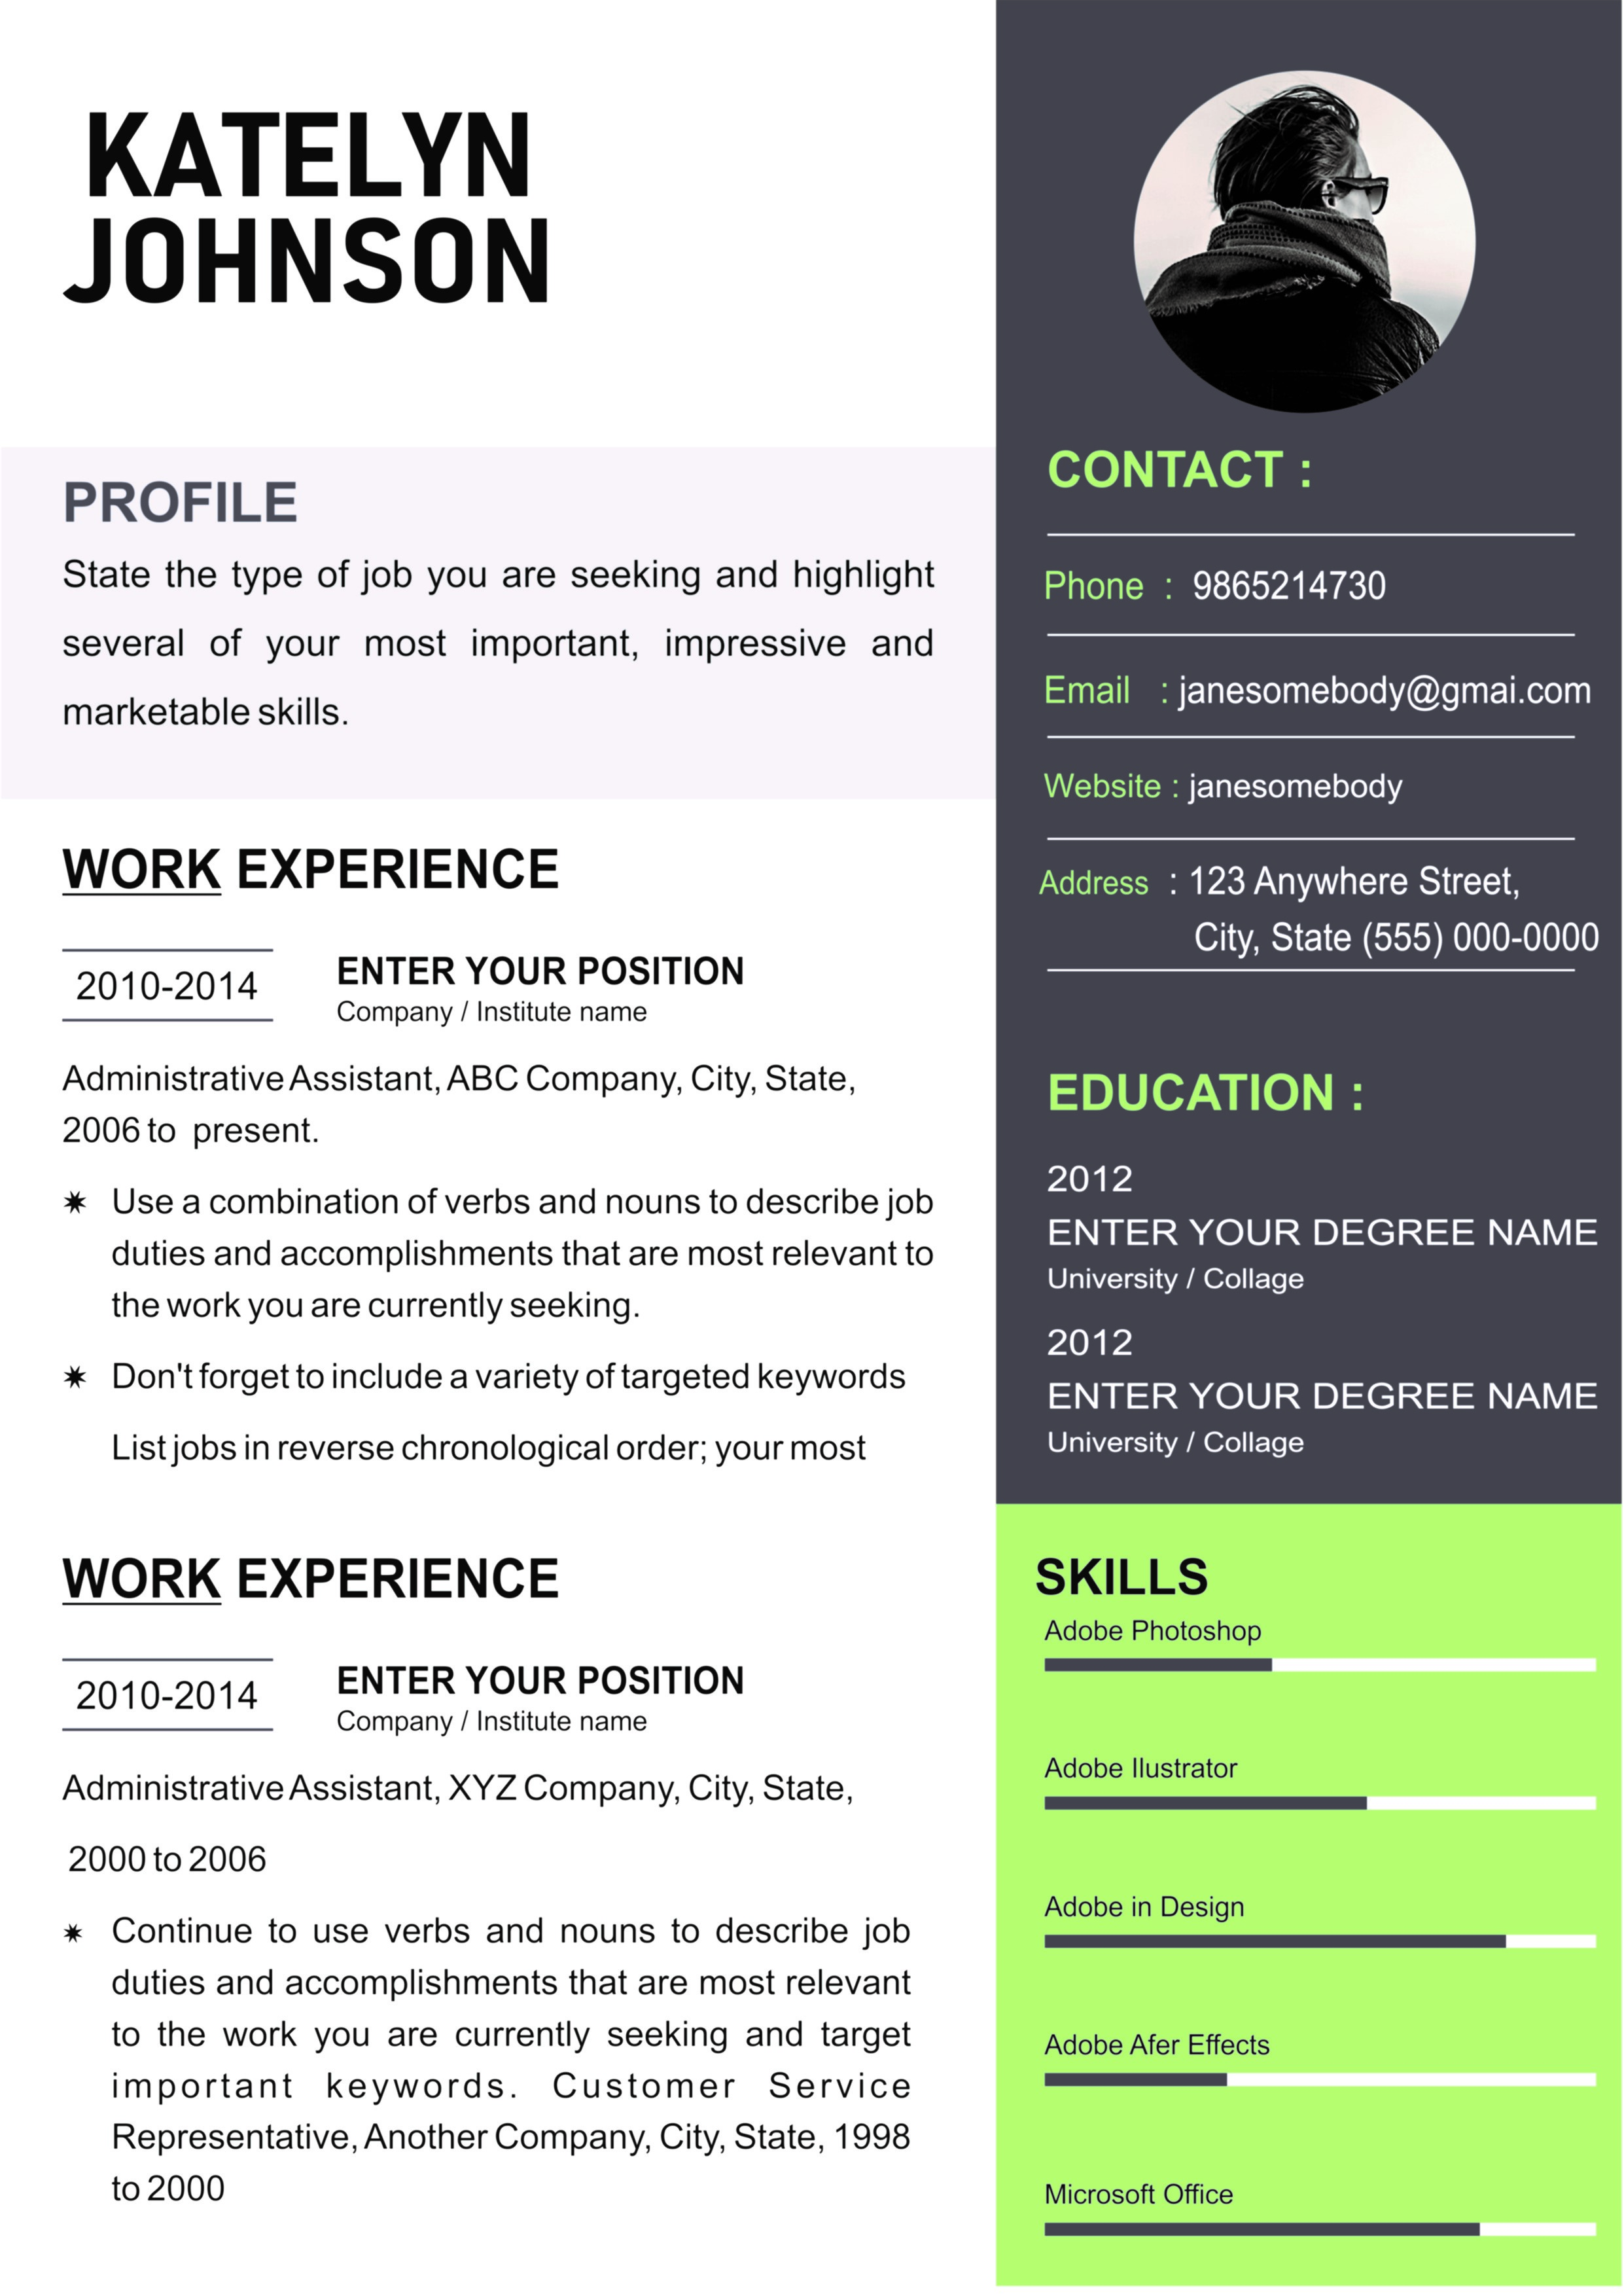 KATELYN
JOHNSON
PROFILE
State the type of job you are seeking and highlight
several of your most important, impressive and
marketable skills.
WORK EXPERIENCE
2010-2014
ENTER YOUR POSITION
Company / Institute name
Administrative Assistant, ABC Company, City, State,
2006 to present.
✷ Use a combination of verbs and nouns to describe job
duties and accomplishments that are most relevant to
the work you are currently seeking.
✷ Don't forget to include a variety of targeted keywords
List jobs in reverse chronological order; your most
WORK EXPERIENCE
2010-2014
ENTER YOUR POSITION
Company / Institute name
Administrative Assistant, XYZ Company, City, State,
2000 to 2006
✷ Continue to use verbs and nouns to describe job
duties and accomplishments that are most relevant
to the work you are currently seeking and target
important keywords. Customer Service
Representative, Another Company, City, State, 1998
to 2000
CONTACT :
Phone : 9865214730
Email : janesomebody@gmai.com
Website : janesomebody
Address : 123 Anywhere Street,
City, State (555) 000-0000
EDUCATION :
2012
ENTER YOUR DEGREE NAME
University / Collage
2012
ENTER YOUR DEGREE NAME
University / Collage
SKILLS
Adobe Photoshop
Adobe Ilustrator
Adobe in Design
Adobe Afer Effects
Microsoft Office